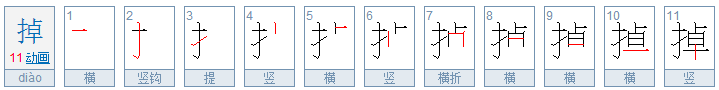 掉 1 2 3 4 5 6 7 8 9 10 11
11 动画
diào 横 竖钩 提 竖 横 竖 横折 横 横 横 竖